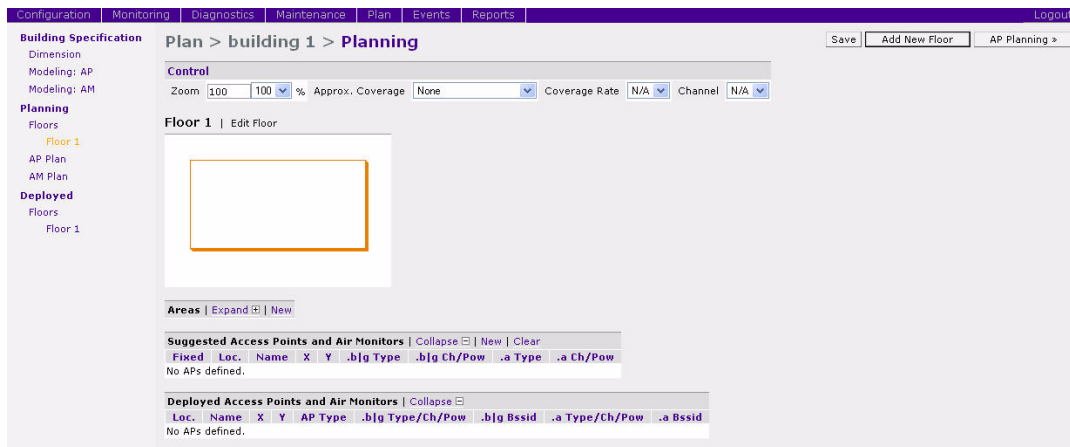 Configuration Monitoring Diagnostics Maintenance Plan Events Reports Logout
Building Specification
Dimension
Modeling: AP
Modeling: AM
Planning
Floors
Floor 1
AP Plan
AM Plan
Deployed
Floors
Floor 1
Plan > building 1 > Planning
Save Add New Floor AP Planning »
Control
Zoom 100 100 % Approx. Coverage None Coverage Rate N/A Channel N/A
Floor 1 | Edit Floor
Areas | Expand | New
Suggested Access Points and Air Monitors | Collapse | New | Clear
Fixed Loc. Name X Y .b|g Type .b|g Ch/Pow .a Type .a Ch/Pow
No APs defined.
Deployed Access Points and Air Monitors | Collapse
Loc. Name X Y AP Type .b|g Type/Ch/Pow .b|g Bssid .a Type/Ch/Pow .a Bssid
No APs defined.